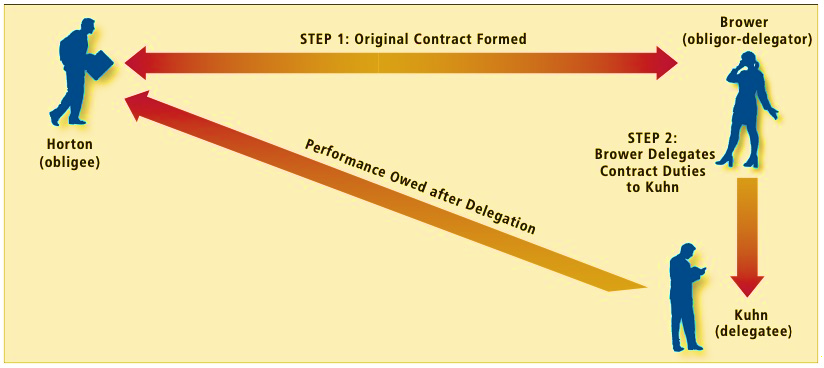 STEP 1: Original Contract Formed
Brower
(obligor-delegator)
Horton
(obligee)
STEP 2:
Brower Delegates
Contract Duties
to Kuhn
Performance Owed after Delegation
Kuhn
(delegatee)